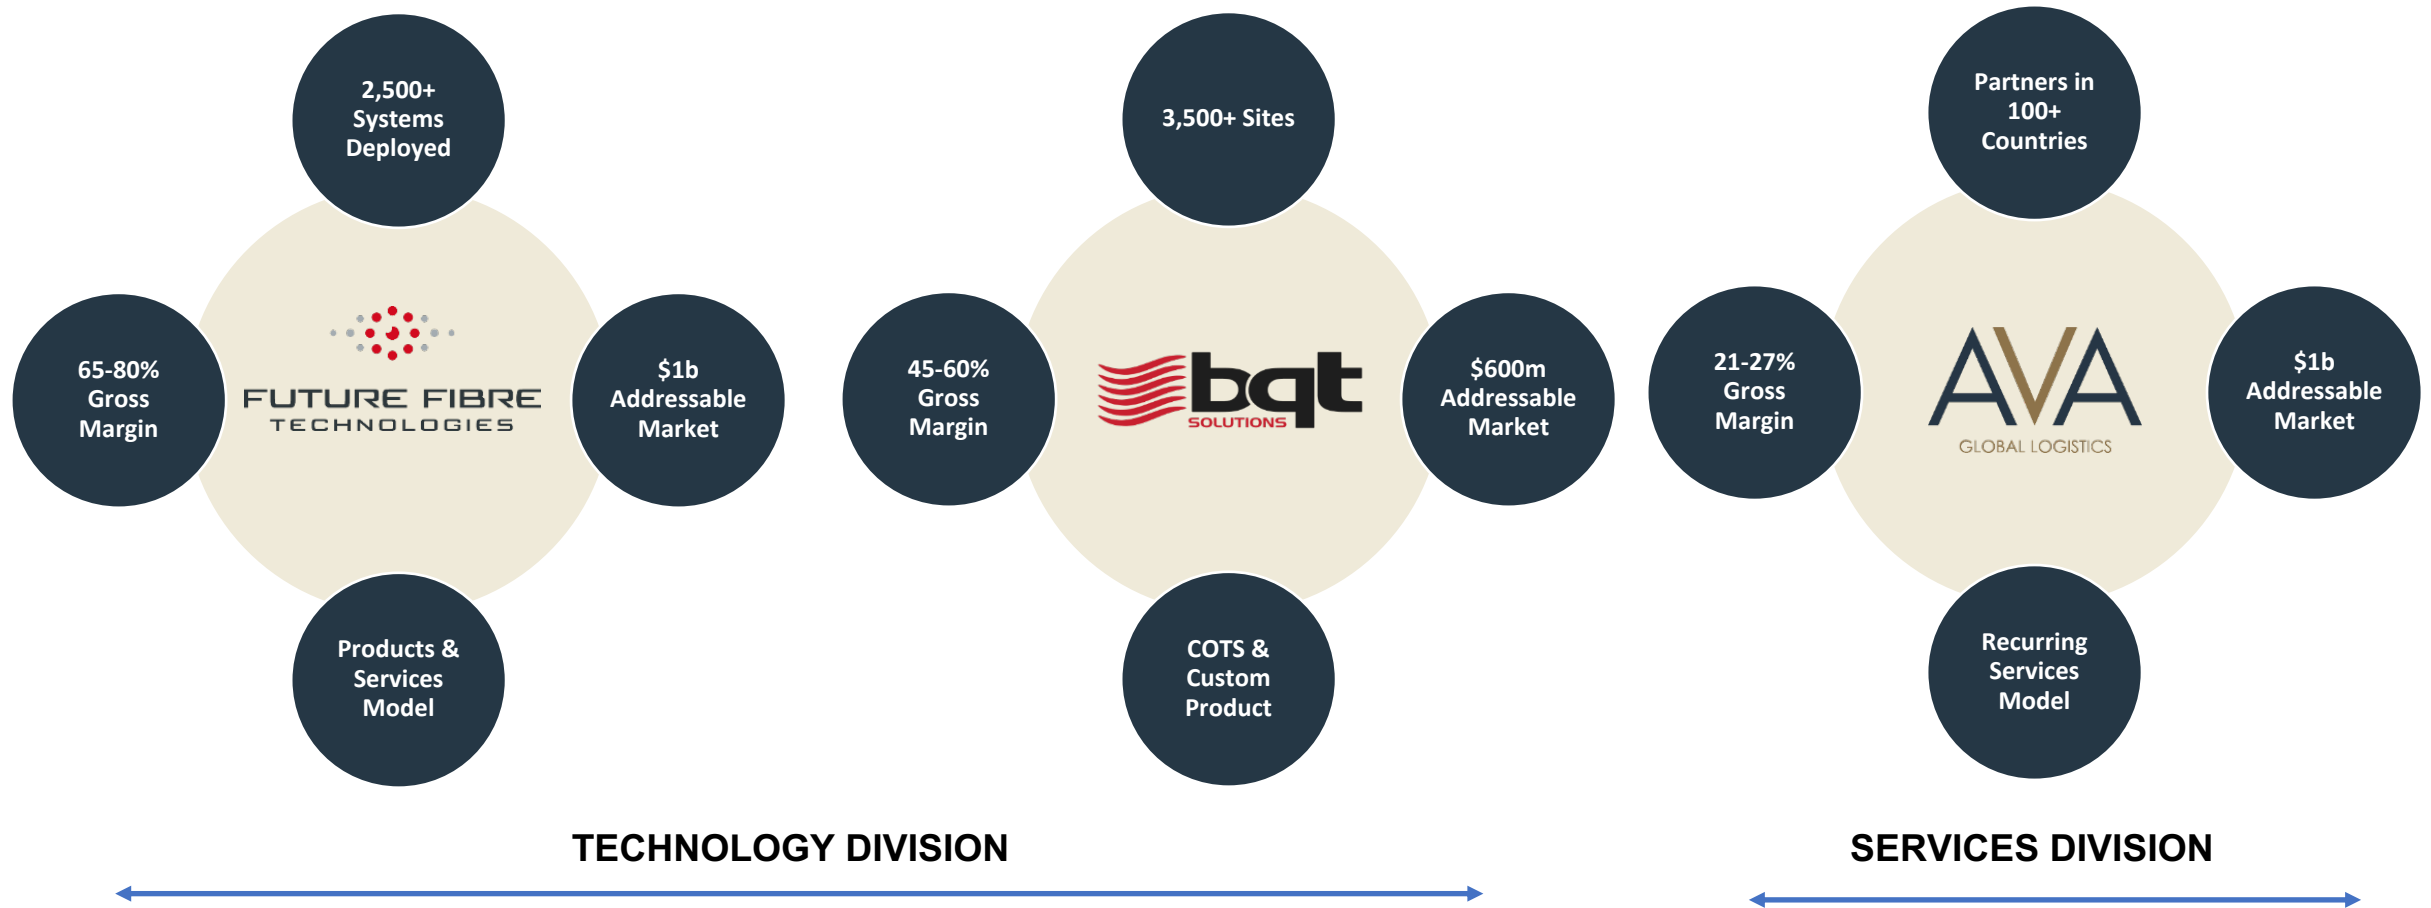 2,500+
Systems
Deployed
65-80%
Gross
Margin
FUTURE FIBRE
TECHNOLOGIES
$1b
Addressable
Market
Products &
Services
Model
3,500+ Sites
45-60%
Gross
Margin
bqt
SOLUTIONS
$600m
Addressable
Market
COTS &
Custom
Product
Partners in
100+
Countries
21-27%
Gross
Margin
AVA
GLOBAL LOGISTICS
$1b
Addressable
Market
Recurring
Services
Model
TECHNOLOGY DIVISION
SERVICES DIVISION